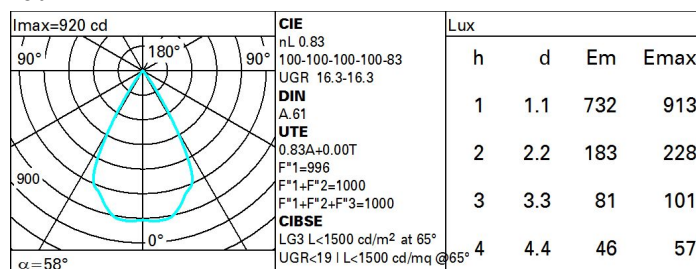 Imax=920 cd
90° 180° 90°
900
0°
α=58°
CIE
nL 0.83
100-100-100-100-83
UGR 16.3-16.3
DIN
A.61
UTE
0.83A+0.00T
F"1=996
F"1+F"2=1000
F"1+F"2+F"3=1000
CIBSE
LG3 L<1500 cd/m² at 65°
UGR<19 | L<1500 cd/mq @65°
Lux
h d Em Emax
1 1.1 732 913
2 2.2 183 228
3 3.3 81 101
4 4.4 46 57